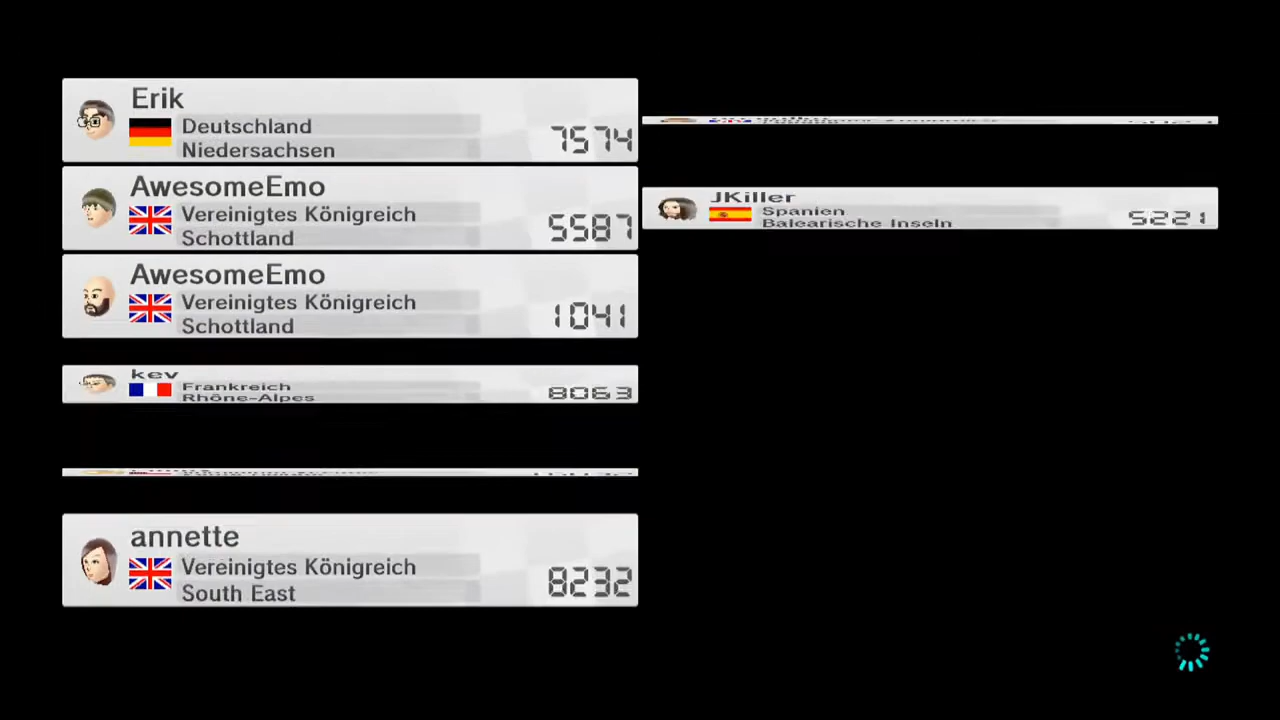 Erik
Deutschland
Niedersachsen
7574
AwesomeEmo
Vereinigtes Königreich
Schottland
5587
AwesomeEmo
Vereinigtes Königreich
Schottland
1041
kev
Frankreich
Rhône-Alpes
8063
annette
Vereinigtes Königreich
South East
8232
JKiller
Spanien
Balearische Inseln
5221